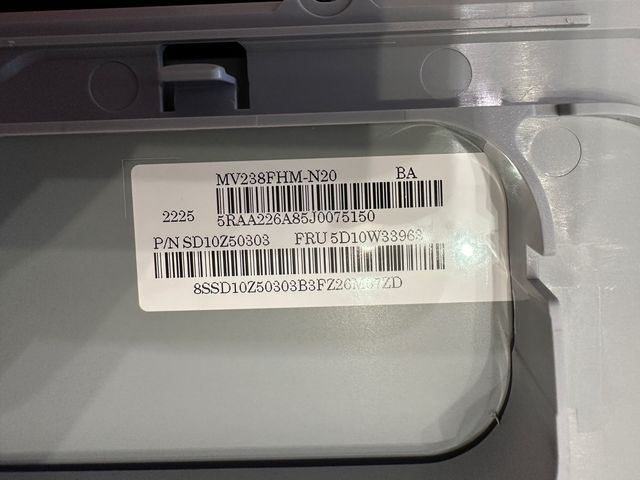 MV238FHM-N20 BA
2225 5RAA226A85J0075150
P/N SD10Z50303 FRU 5D10W33963
8SSD10Z50303B3FZ26M07ZD